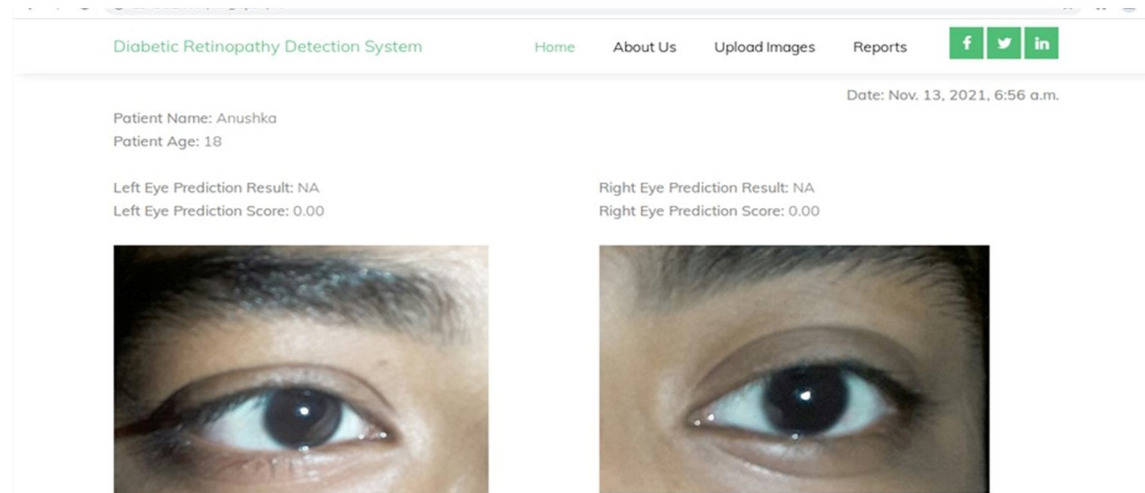 Diabetic Retinopathy Detection System Home About Us Upload Images Reports f in
Date: Nov. 13, 2021, 6:56 a.m.
Patient Name: Anushka
Patient Age: 18
Left Eye Prediction Result: NA
Left Eye Prediction Score: 0.00
Right Eye Prediction Result: NA
Right Eye Prediction Score: 0.00